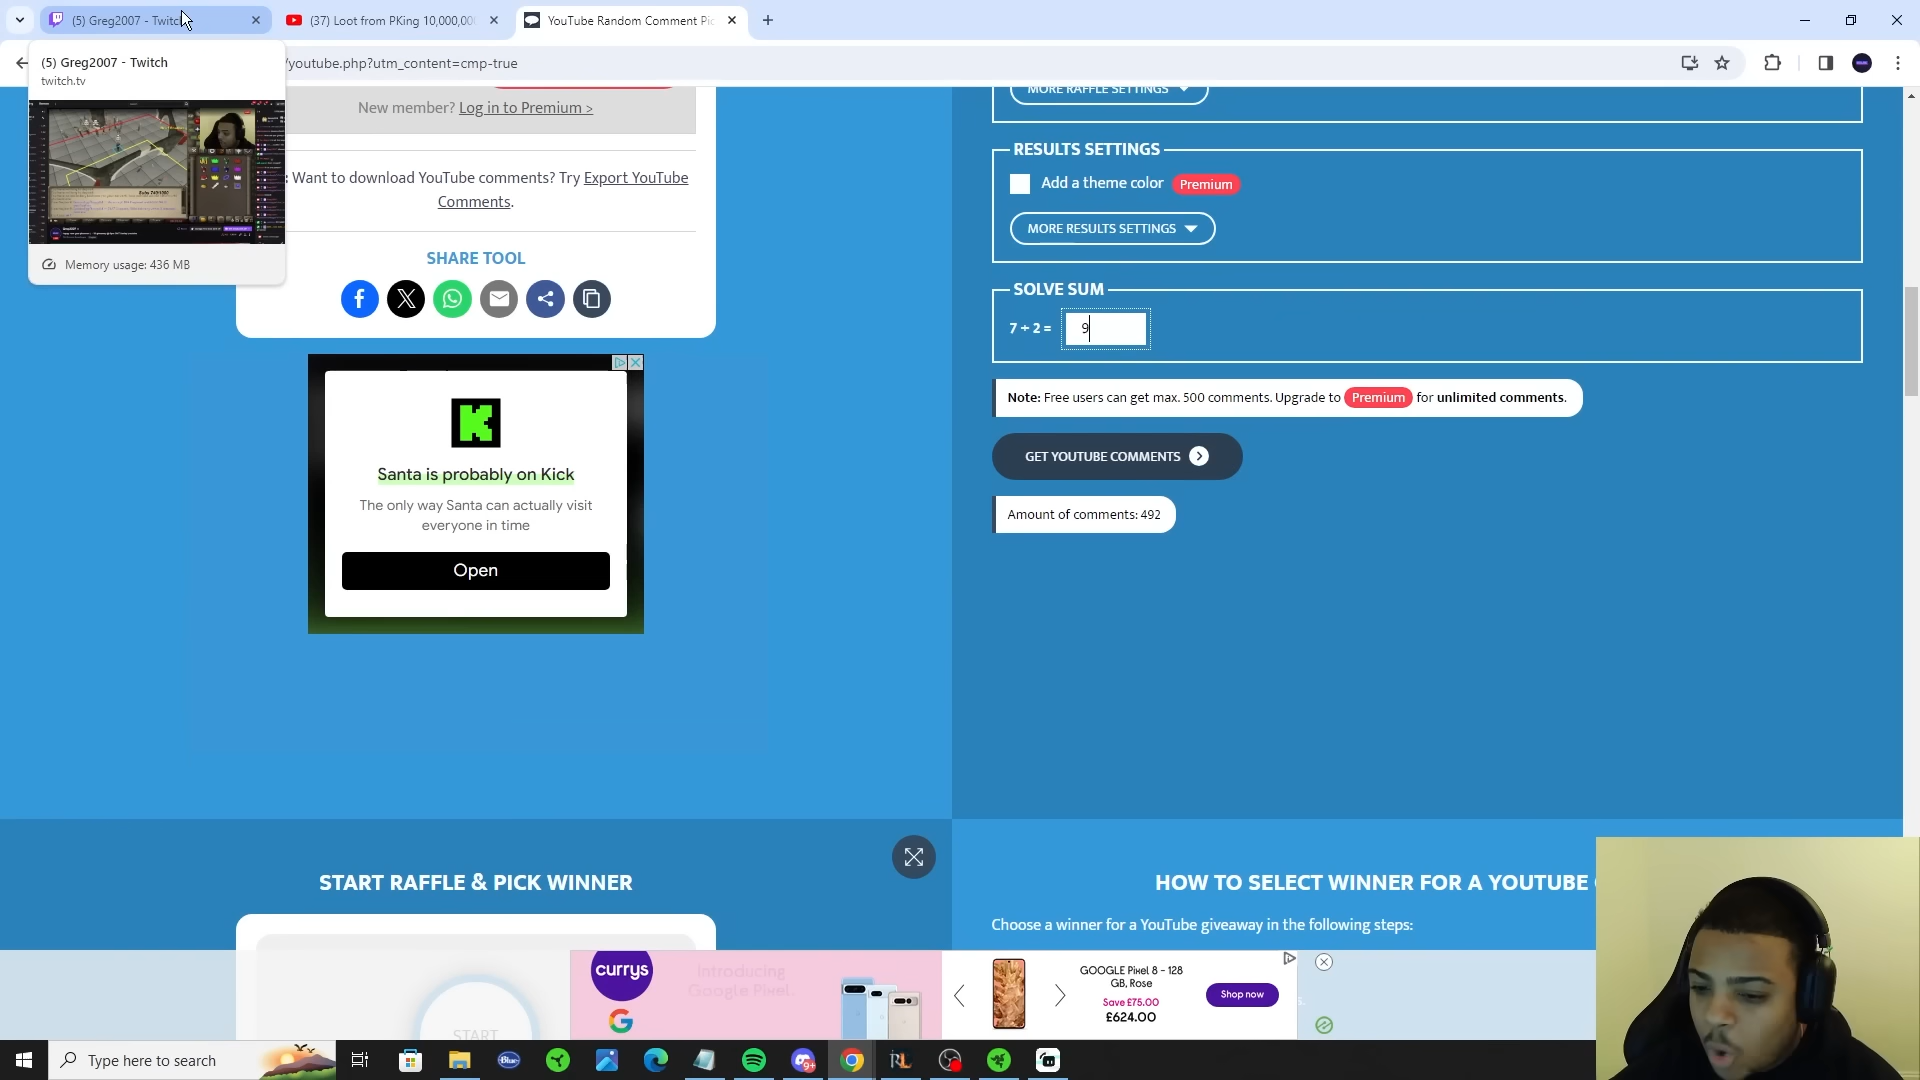 (5) Greg2007 - Twitch
(37) Loot from PKing 10,000,00
YouTube Random Comment Pic
/youtube.php?utm_content=cmp-true
(5) Greg2007 - Twitch
twitch.tv
Memory usage: 436 MB
New member? Log in to Premium >
: Want to download YouTube comments? Try Export YouTube
Comments.
SHARE TOOL
Santa is probably on Kick
The only way Santa can actually visit
everyone in time
Open
MORE RAFFLE SETTINGS
RESULTS SETTINGS
Add a theme color Premium
MORE RESULTS SETTINGS
SOLVE SUM
7 + 2 = 9
Note: Free users can get max. 500 comments. Upgrade to Premium for unlimited comments.
GET YOUTUBE COMMENTS
Amount of comments: 492
START RAFFLE & PICK WINNER
START
HOW TO SELECT WINNER FOR A YOUTUBE
Choose a winner for a YouTube giveaway in the following steps:
currys
Introducing
Google Pixel.
GOOGLE Pixel 8 - 128
GB, Rose
Save £75.00
£624.00
Shop now
Type here to search
Blue
9+
RL